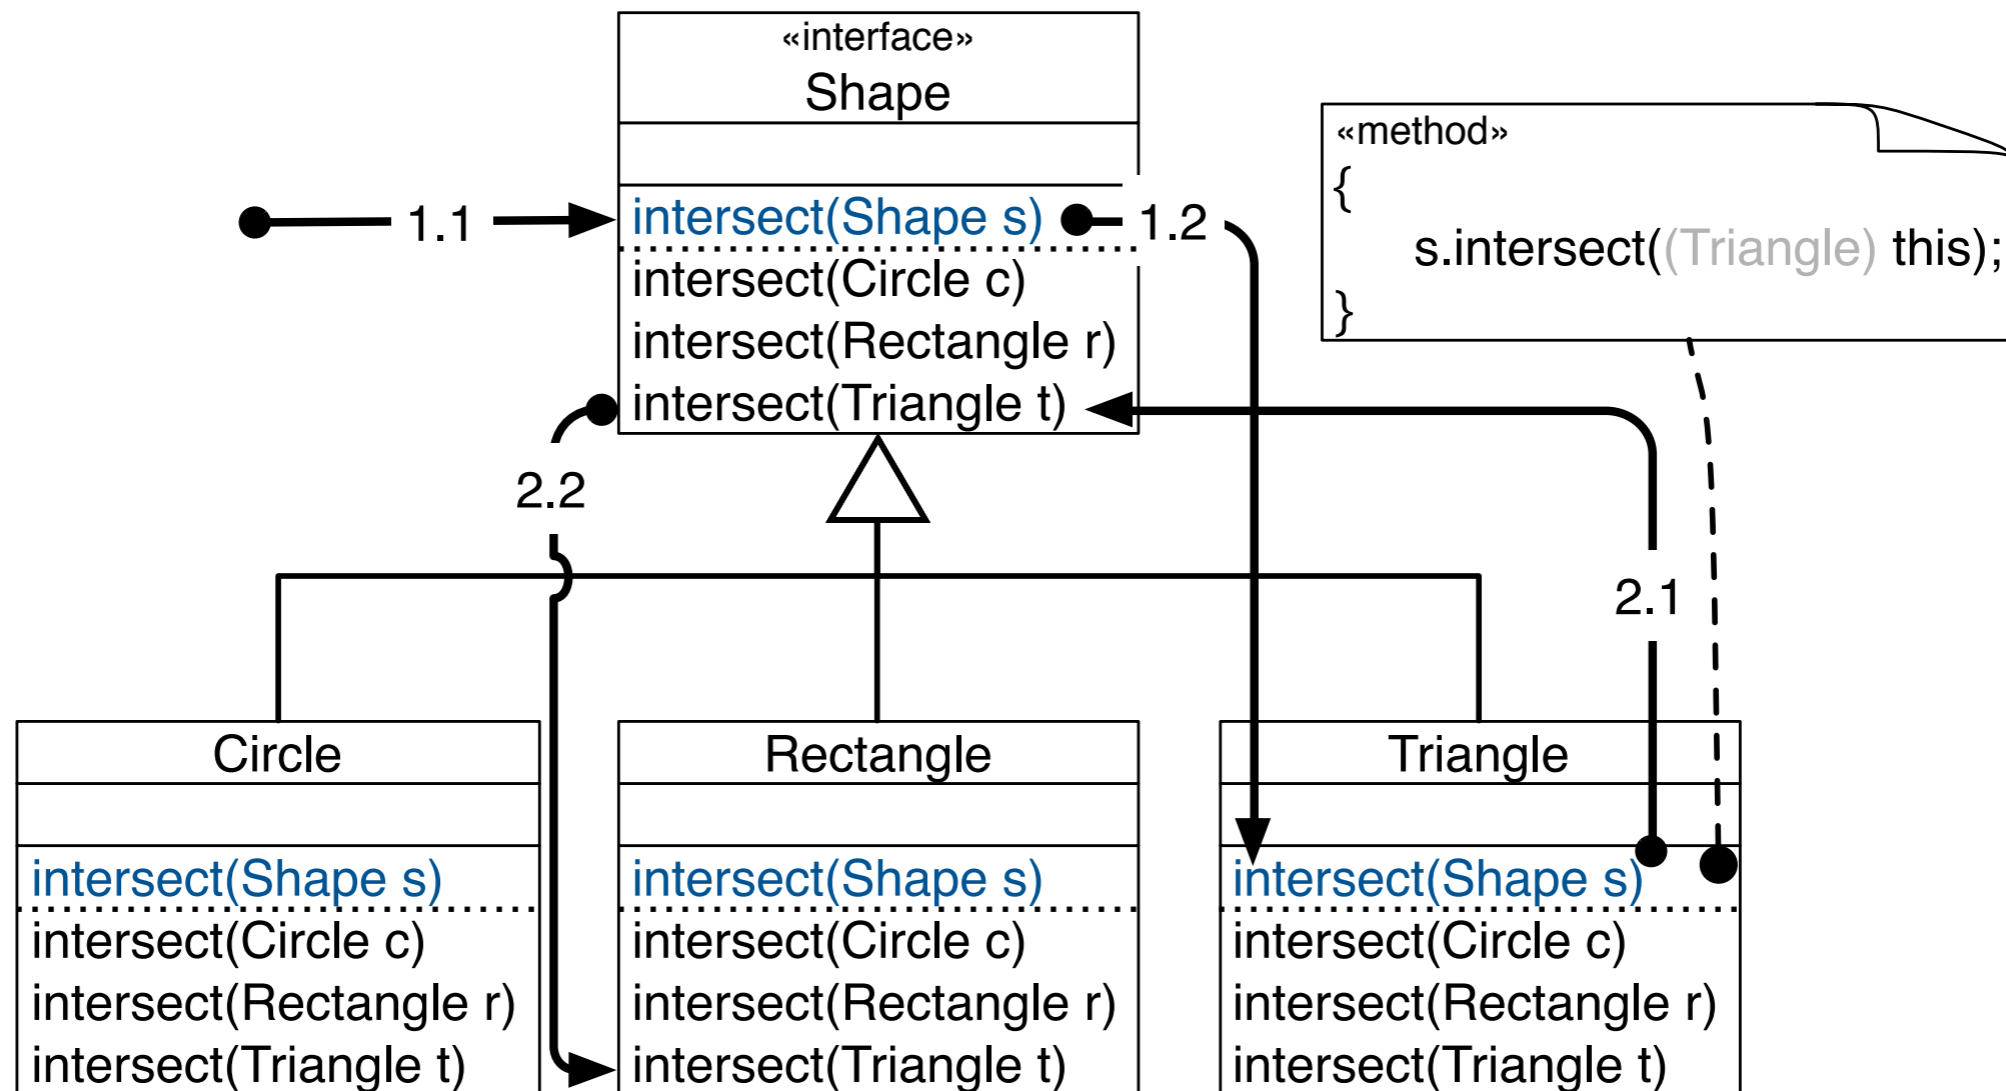 «interface»
Shape
intersect(Shape s)
intersect(Circle c)
intersect(Rectangle r)
intersect(Triangle t)
1.1
1.2
«method»
{
s.intersect((Triangle) this);
}
2.2
2.1
Circle
intersect(Shape s)
intersect(Circle c)
intersect(Rectangle r)
intersect(Triangle t)
Rectangle
intersect(Shape s)
intersect(Circle c)
intersect(Rectangle r)
intersect(Triangle t)
Triangle
intersect(Shape s)
intersect(Circle c)
intersect(Rectangle r)
intersect(Triangle t)